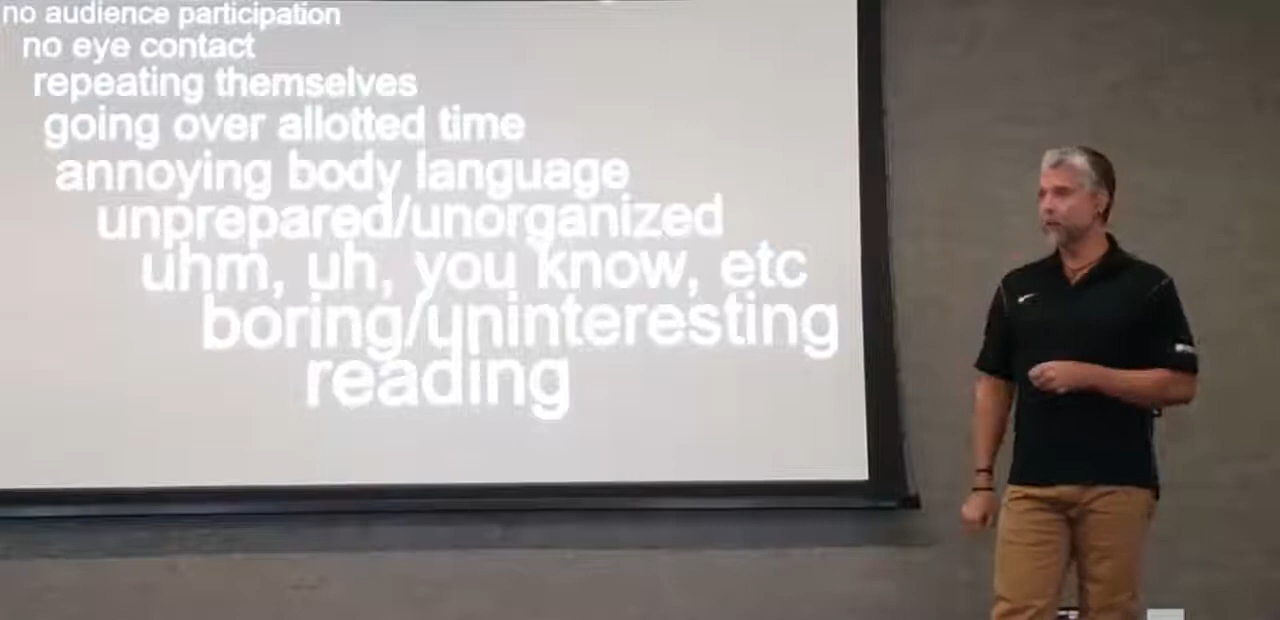 no audience participation
no eye contact
repeating themselves
going over allotted time
annoying body language
unprepared/unorganized
uhm, uh, you know, etc
boring/uninteresting
reading